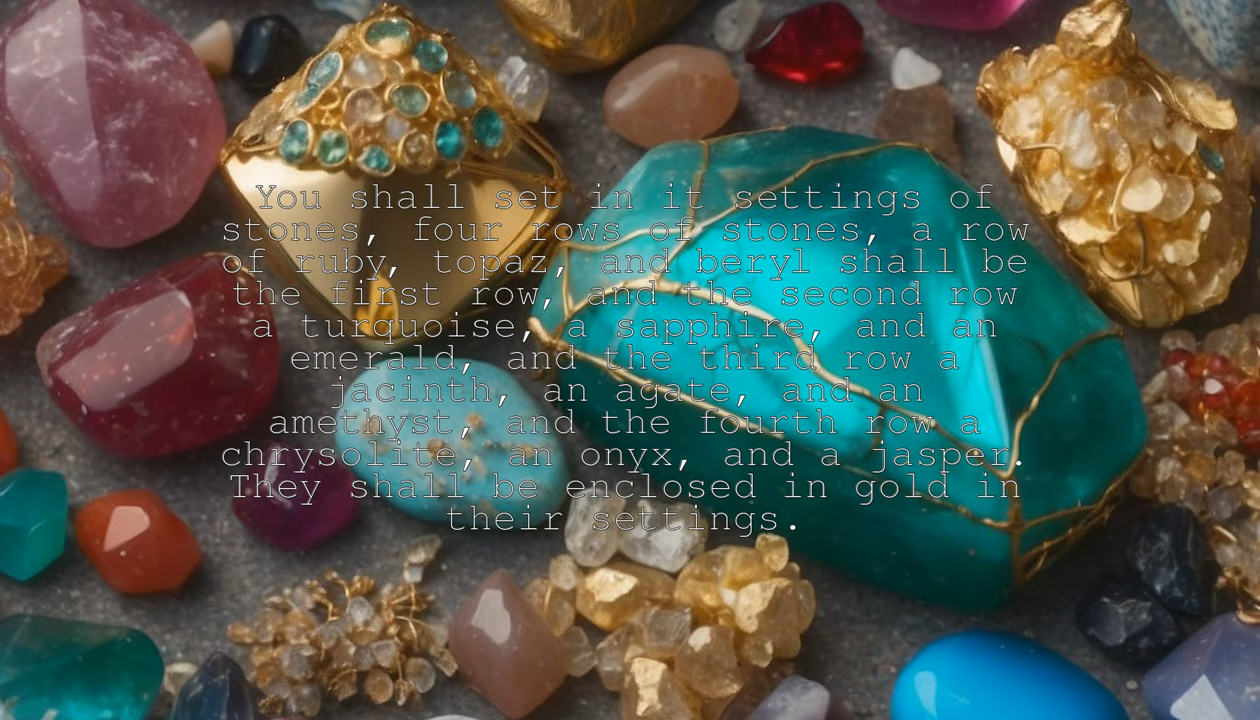 You shall set in it settings of
stones, four rows of stones, a row
of ruby, topaz, and beryl shall be
the first row, and the second row
a turquoise, a sapphire, and an
emerald, and the third row a
jacinth, an agate, and an
amethyst, and the fourth row a
chrysolite, an onyx, and a jasper.
They shall be enclosed in gold in
their settings.